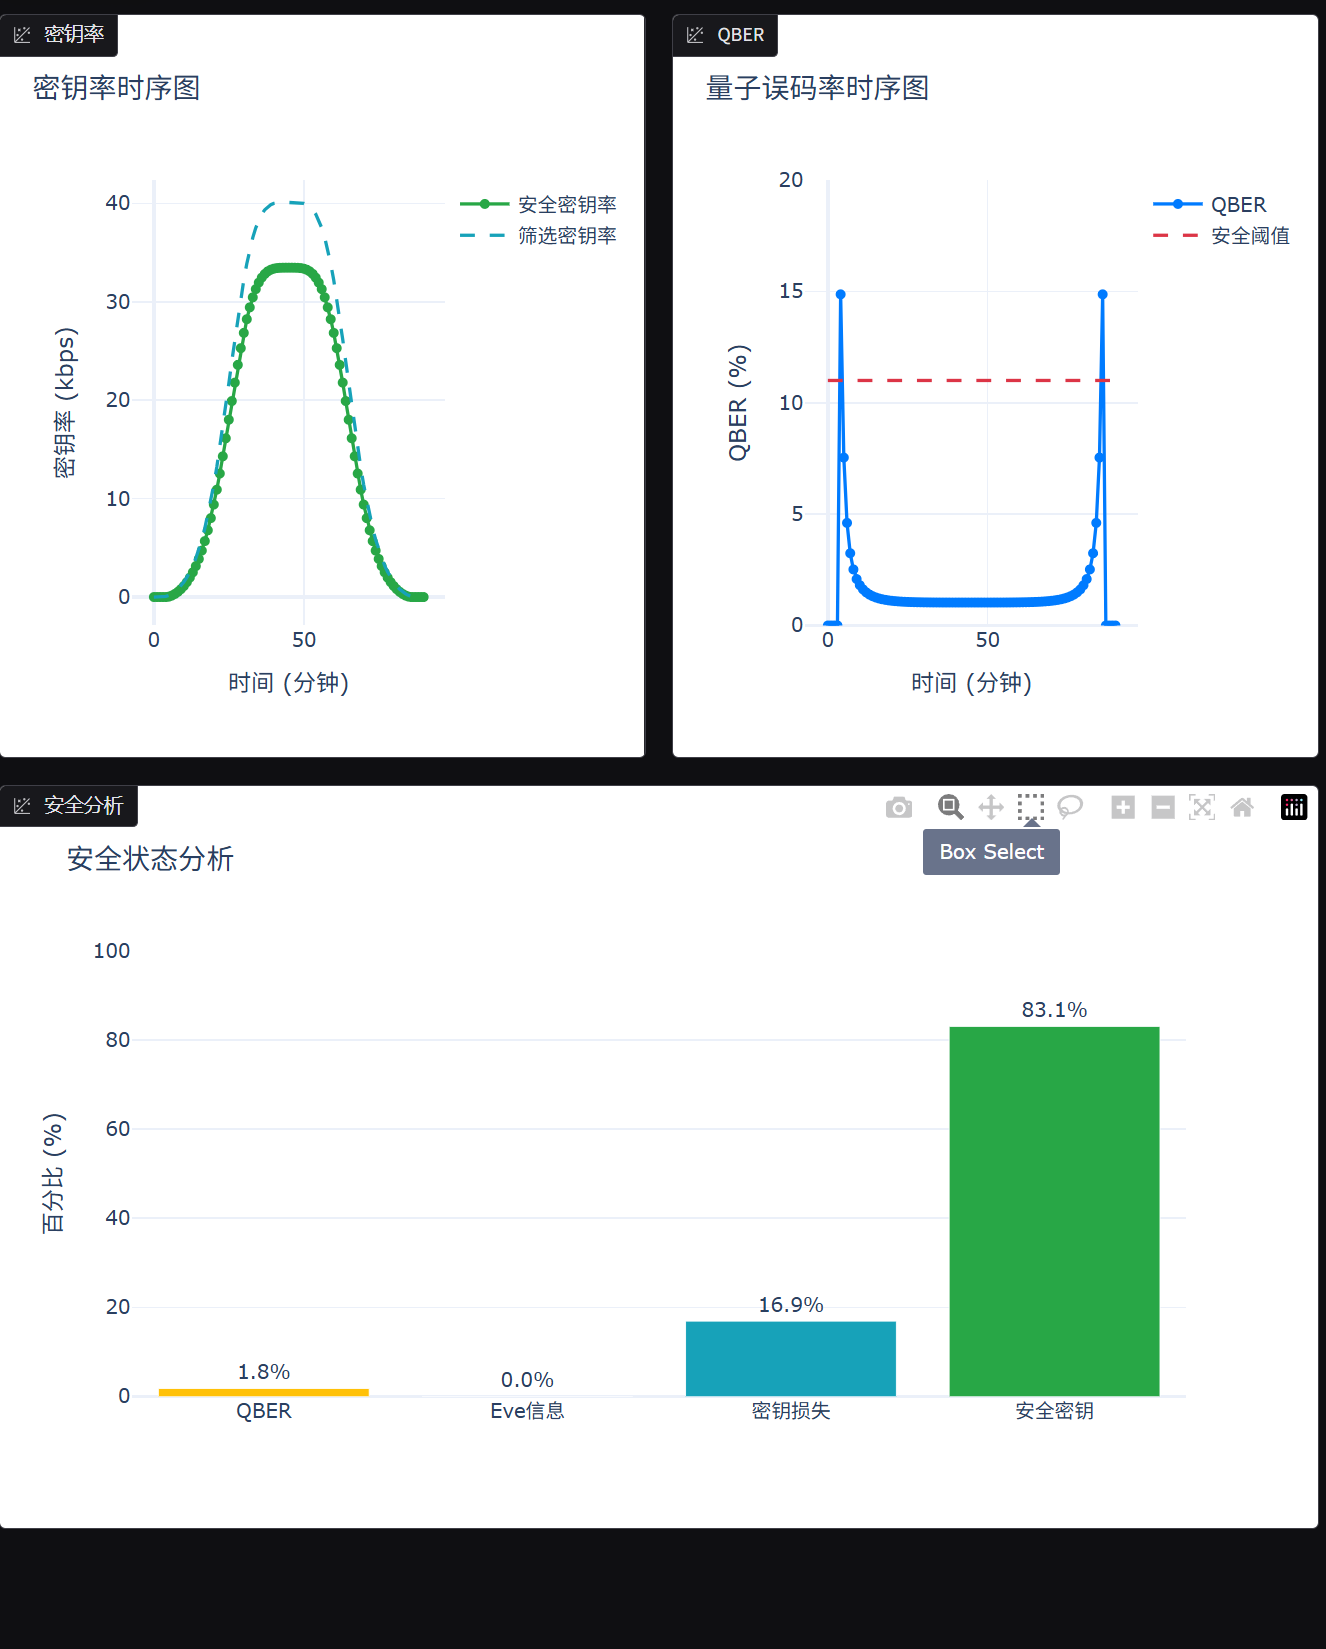 密钥率
密钥率时序图
40
30
20
10
0
0
50
密钥率 (kbps)
时间 (分钟)
安全密钥率
筛选密钥率
QBER
量子误码率时序图
20
15
10
5
0
0
50
QBER (%)
时间 (分钟)
QBER
安全阈值
安全分析
Box Select
安全状态分析
100
80
60
40
20
0
百分比 (%)
1.8%
0.0%
16.9%
83.1%
QBER
Eve信息
密钥损失
安全密钥